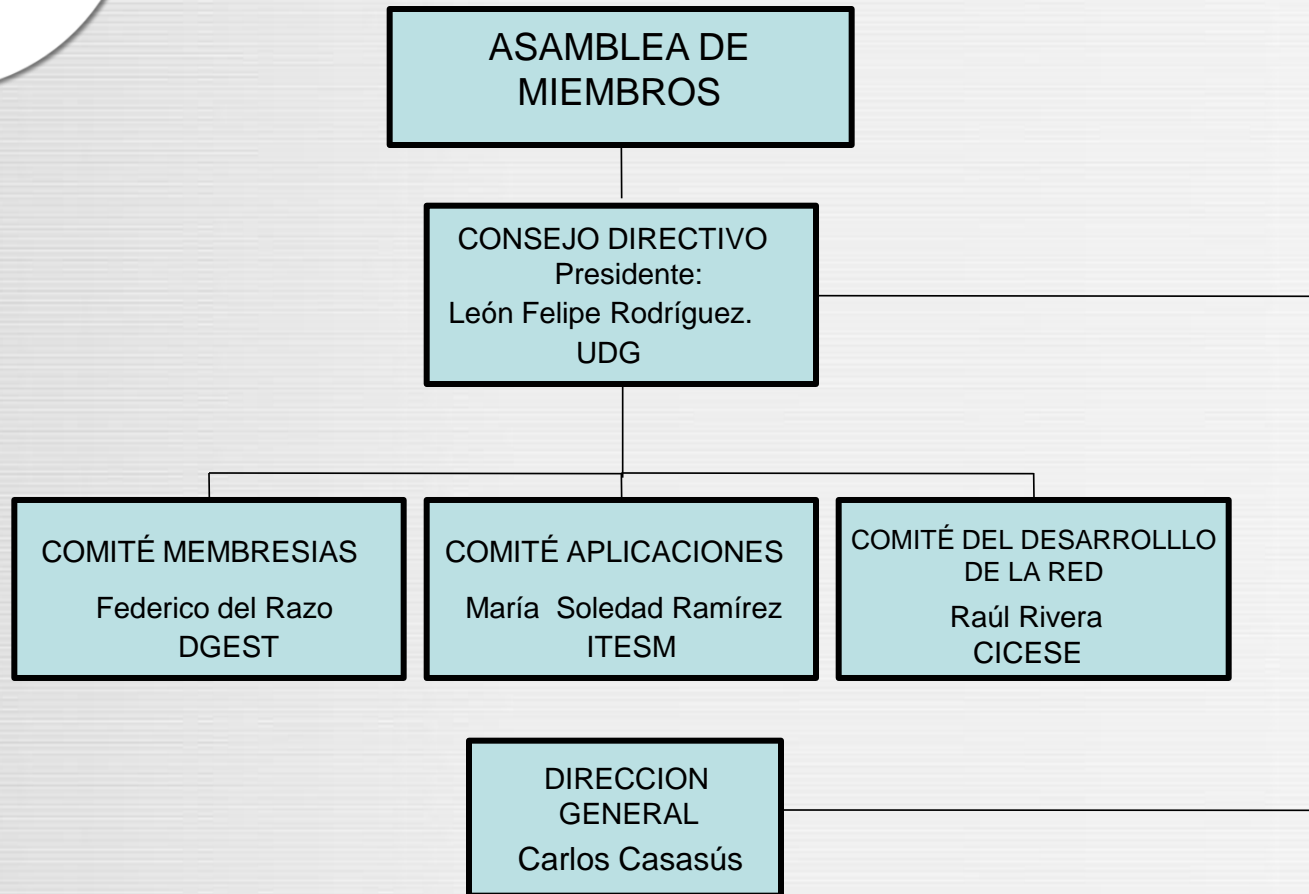 ASAMBLEA DE
MIEMBROS
CONSEJO DIRECTIVO
Presidente:
León Felipe Rodríguez.
UDG
COMITÉ MEMBRESIAS
Federico del Razo
DGEST
COMITÉ APLICACIONES
María Soledad Ramírez
ITESM
COMITÉ DEL DESARROLLLO
DE LA RED
Raúl Rivera
CICESE
DIRECCION
GENERAL
Carlos Casasús